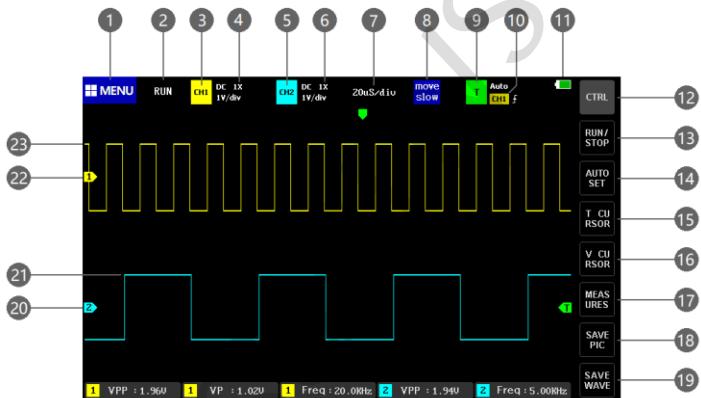 1 2 3 4 5 6 7 8 9 10 11
MENU RUN CH1 DC 1X 1V/div CH2 DC 1X 1V/div 20uS/div move slow T Auto CH1
CTRL 12
RUN/
STOP 13
AUTO
SET 14
T CU
RSOR 15
V CU
RSOR 16
MEAS
URES 17
SAVE
PIC 18
SAVE
WAVE 19
23
22 1
21
20 2 T
1 VPP :1.96V 1 VP :1.02V 1 Freq:20.0KHz 2 VPP :1.94V 2 Freq:5.00KHz